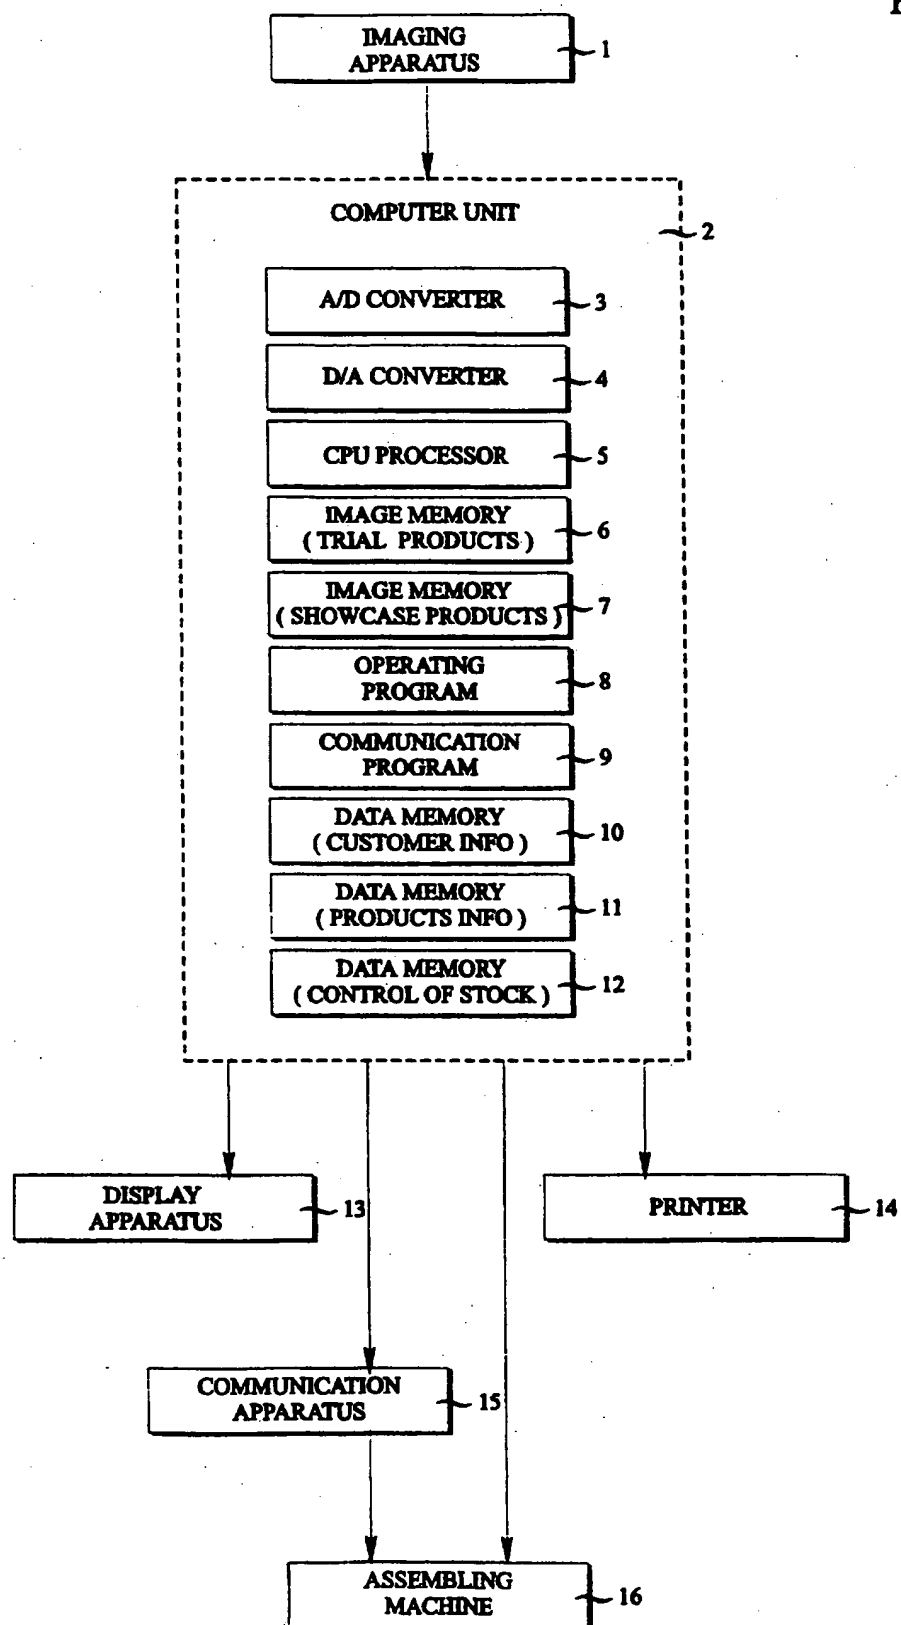 IMAGING
APPARATUS
1
COMPUTER UNIT
2
A/D CONVERTER
3
D/A CONVERTER
4
CPU PROCESSOR
5
IMAGE MEMORY
( TRIAL PRODUCTS )
6
IMAGE MEMORY
( SHOWCASE PRODUCTS )
7
OPERATING
PROGRAM
8
COMMUNICATION
PROGRAM
9
DATA MEMORY
( CUSTOMER INFO )
10
DATA MEMORY
( PRODUCTS INFO )
11
DATA MEMORY
( CONTROL OF STOCK )
12
DISPLAY
APPARATUS
13
PRINTER
14
COMMUNICATION
APPARATUS
15
ASSEMBLING
MACHINE
16